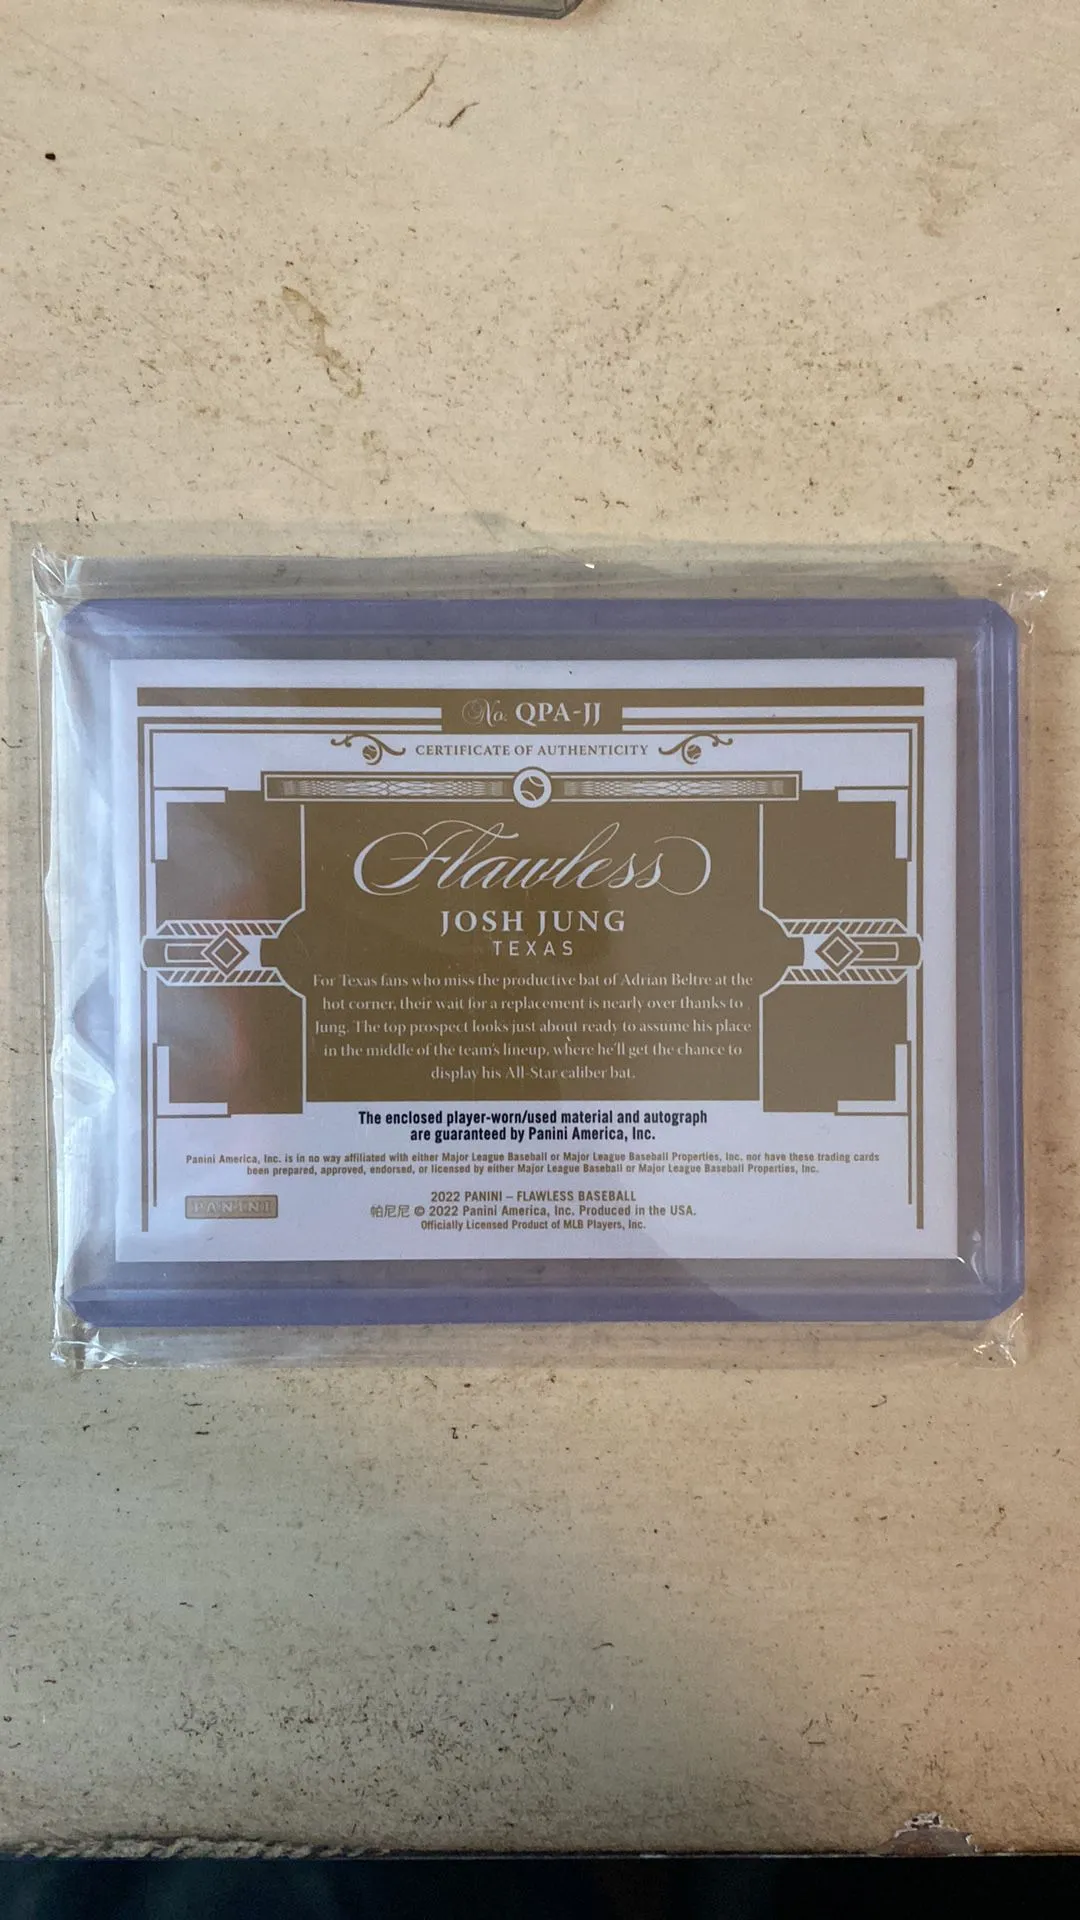 No. QPA-JJ
CERTIFICATE OF AUTHENTICITY
Flawless
JOSH JUNG
TEXAS
For Texas fans who miss the productive bat of Adrian Beltre at the
hot corner, their wait for a replacement is nearly over thanks to
Jung. The top prospect looks just about ready to assume his place
in the middle of the team's lineup, where he'll get the chance to
display his All-Star caliber bat.
The enclosed player-worn/used material and autograph
are guaranteed by Panini America, Inc.
Panini America, Inc. is in no way affiliated with either Major League Baseball or Major League Baseball Properties, Inc. nor have these trading cards
been prepared, approved, endorsed, or licensed by either Major League Baseball or Major League Baseball Properties, Inc.
PANINI
2022 PANINI – FLAWLESS BASEBALL
帕尼尼 © 2022 Panini America, Inc. Produced in the USA.
Officially Licensed Product of MLB Players, Inc.